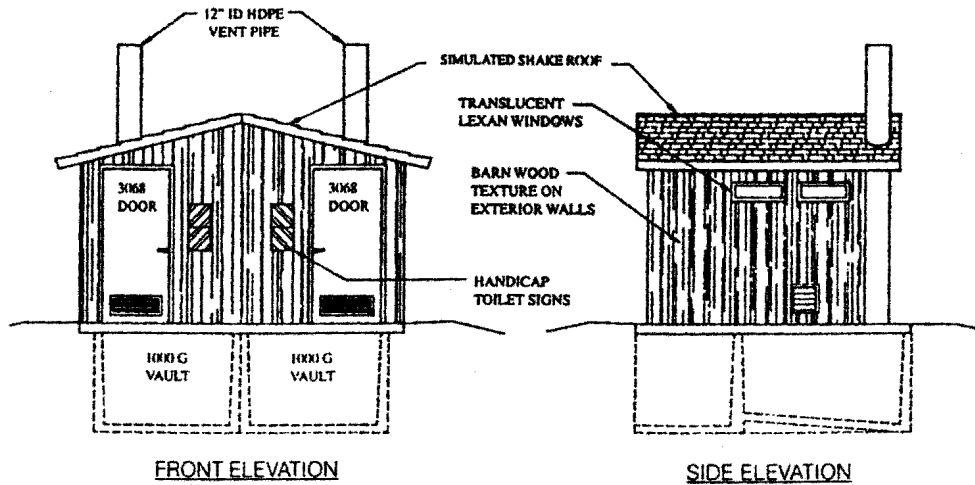 12" ID HDPE
VENT PIPE
SIMULATED SHAKE ROOF
TRANSLUCENT
LEXAN WINDOWS
3068
DOOR
3068
DOOR
BARN WOOD
TEXTURE ON
EXTERIOR WALLS
HANDICAP
TOILET SIGNS
1000 G
VAULT
1000 G
VAULT
FRONT ELEVATION
SIDE ELEVATION